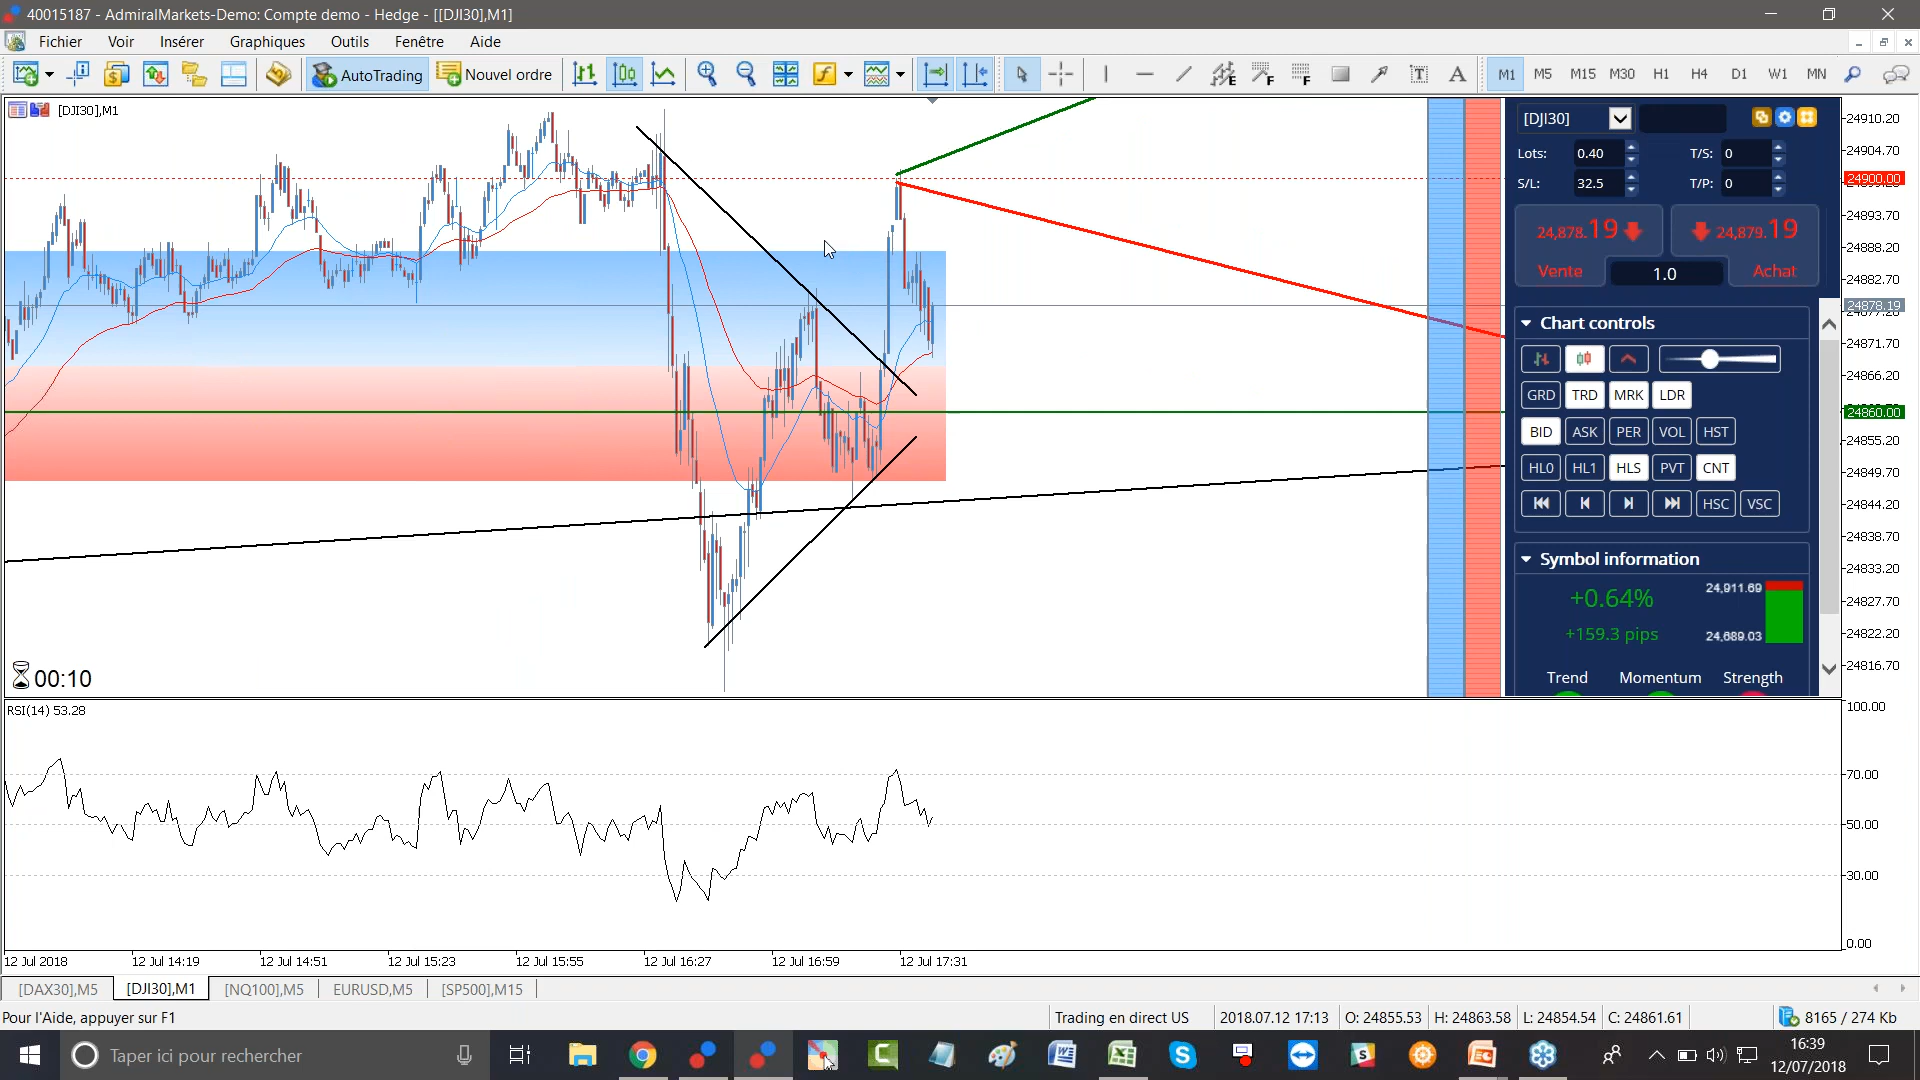 40015187 - AdmiralMarkets-Demo: Compte demo - Hedge - [[DJI30],M1]
Fichier Voir Insérer Graphiques Outils Fenêtre Aide
AutoTrading Nouvel ordre E F F T A M1 M5 M15 M30 H1 H4 D1 W1 MN
[DJI30],M1
[DJI30]
Lots: 0.40 T/S: 0
S/L: 32.5 T/P: 0
24,878.19 24,879.19
Vente 1.0 Achat
Chart controls
GRD TRD MRK LDR
BID ASK PER VOL HST
HL0 HL1 HLS PVT CNT
HSC VSC
Symbol information
+0.64%
+159.3 pips
24,911.69
24,689.03
Trend Momentum Strength
24910.20
24904.70
24900.00
24893.70
24888.20
24882.70
24878.19
24871.70
24866.20
24860.00
24855.20
24849.70
24844.20
24838.70
24833.20
24827.70
24822.20
24816.70
00:10
RSI(14) 53.28
100.00
70.00
50.00
30.00
0.00
12 Jul 2018 12 Jul 14:19 12 Jul 14:51 12 Jul 15:23 12 Jul 15:55 12 Jul 16:27 12 Jul 16:59 12 Jul 17:31
[DAX30],M5 [DJI30],M1 [NQ100],M5 EURUSD,M5 [SP500],M15
Pour l'Aide, appuyer sur F1
Trading en direct US 2018.07.12 17:13 O: 24855.53 H: 24863.58 L: 24854.54 C: 24861.61 8165 / 274 Kb
Taper ici pour rechercher
16:39
12/07/2018